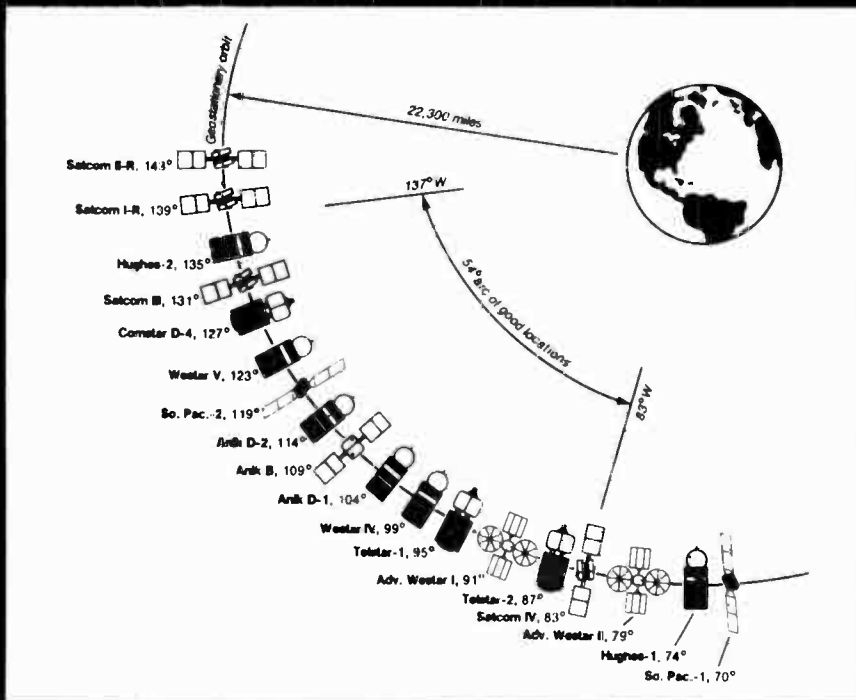 Geostationary orbit
22,300 miles
Satcom II-R, 143°
137° W
Satcom I-R, 139°
Hughes-2, 135°
Satcom III, 131°
54° arc of good locations
Comstar D-4, 127°
Westar V, 123°
83° W
So. Pac.-2, 119°
Anik D-2, 114°
Anik B, 109°
Anik D-1, 104°
Westar IV, 99°
Telstar-1, 95°
Adv. Westar I, 91°
Telstar-2, 87°
Satcom IV, 83°
Adv. Westar II, 79°
Hughes-1, 74°
So. Pac.-1, 70°